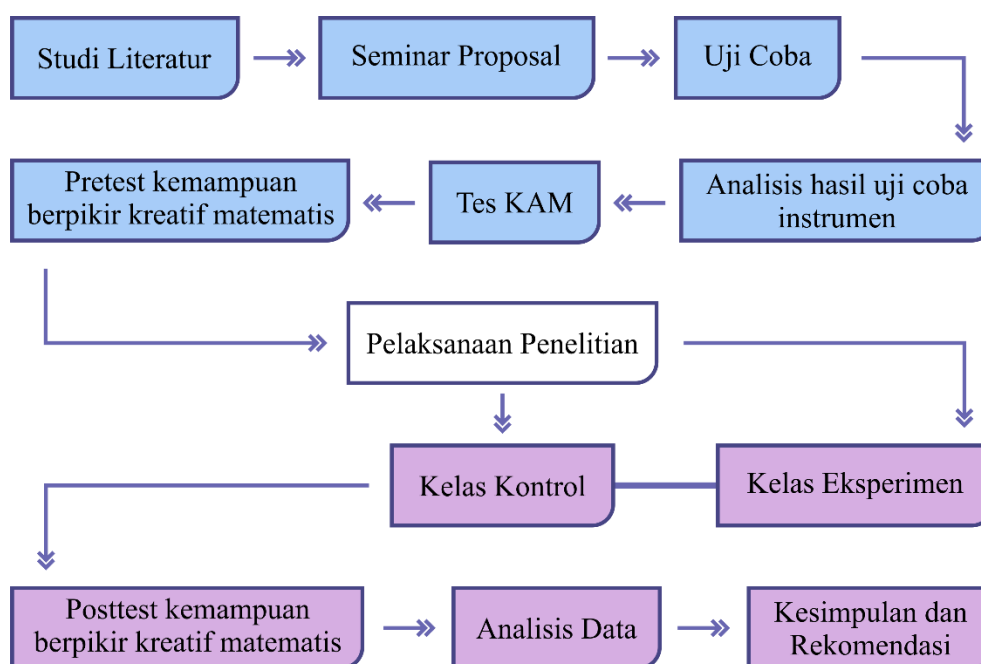 Studi Literatur
Seminar Proposal
Uji Coba
Analisis hasil uji coba
instrumen
Tes KAM
Pretest kemampuan
berpikir kreatif matematis
Pelaksanaan Penelitian
Kelas Kontrol
Kelas Eksperimen
Posttest kemampuan
berpikir kreatif matematis
Analisis Data
Kesimpulan dan
Rekomendasi